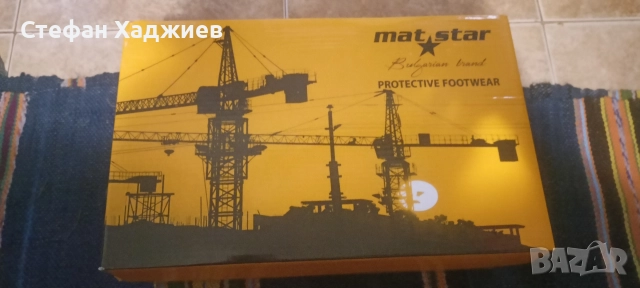 Стефан Хаджиев
mat star
Bulgarian brand
PROTECTIVE FOOTWEAR
BAZAR